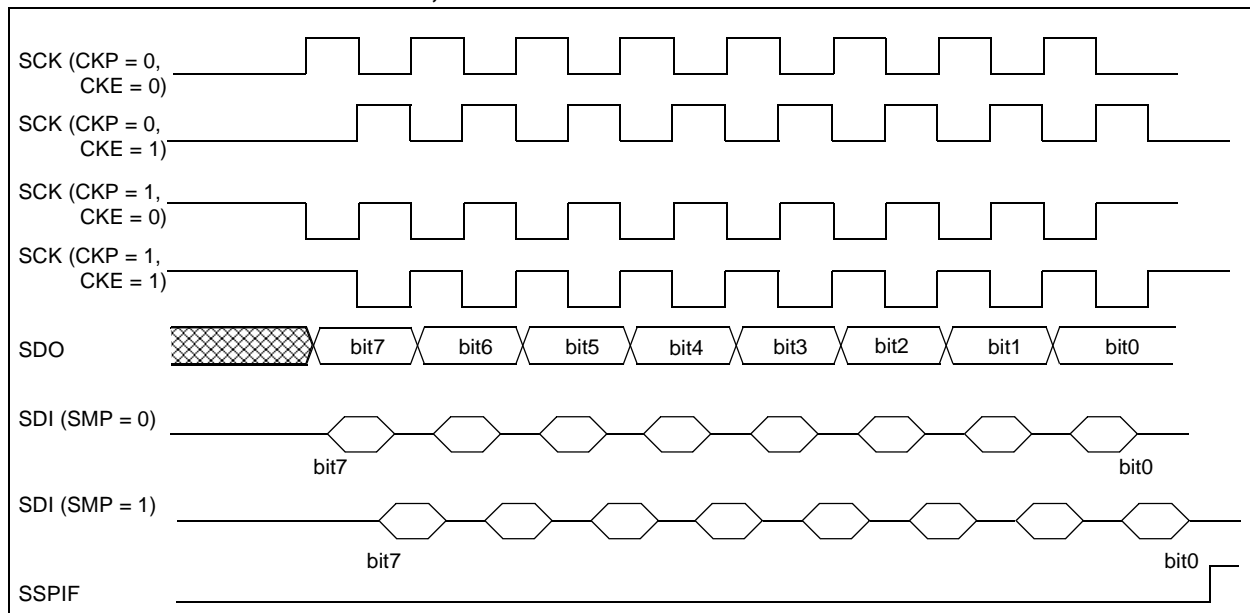 SCK (CKP = 0,
CKE = 0)
SCK (CKP = 0,
CKE = 1)
SCK (CKP = 1,
CKE = 0)
SCK (CKP = 1,
CKE = 1)
SDO bit7 bit6 bit5 bit4 bit3 bit2 bit1 bit0
SDI (SMP = 0)
bit7 bit0
SDI (SMP = 1)
bit7 bit0
SSPIF